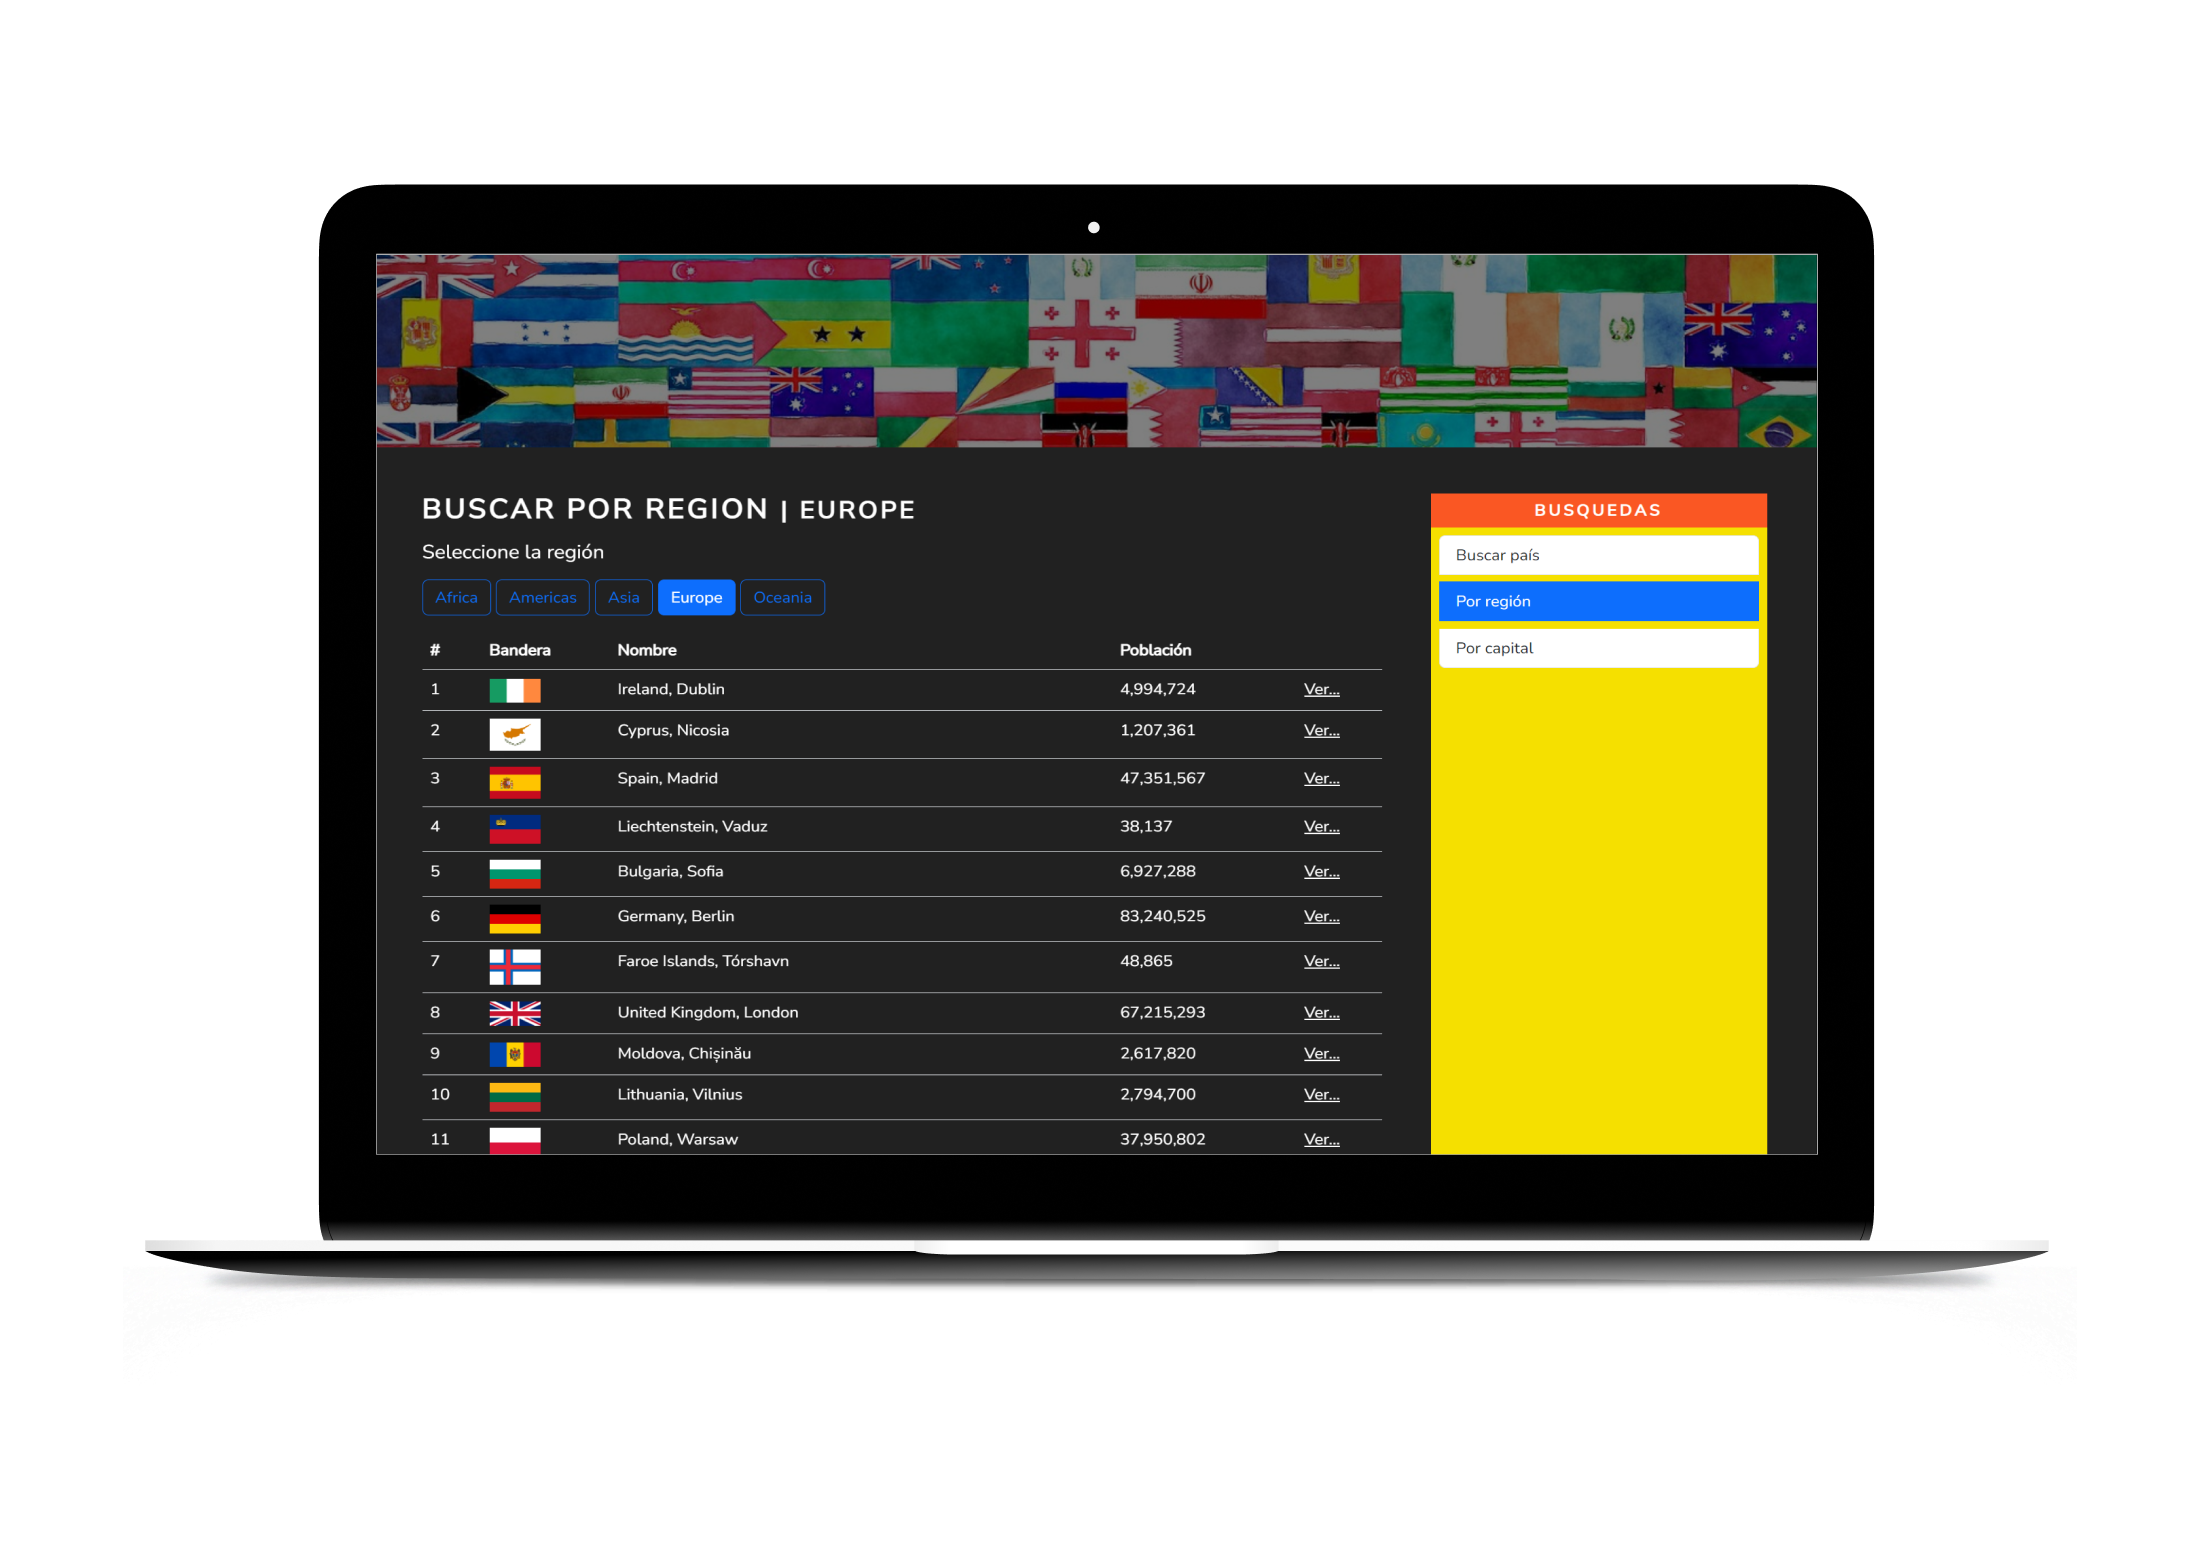 BUSCAR POR REGION | EUROPE
Seleccione la región
Africa Americas Asia Europe Oceania
# Bandera Nombre Población
1 Ireland, Dublin 4,994,724 Ver...
2 Cyprus, Nicosia 1,207,361 Ver...
3 Spain, Madrid 47,351,567 Ver...
4 Liechtenstein, Vaduz 38,137 Ver...
5 Bulgaria, Sofia 6,927,288 Ver...
6 Germany, Berlin 83,240,525 Ver...
7 Faroe Islands, Tórshavn 48,865 Ver...
8 United Kingdom, London 67,215,293 Ver...
9 Moldova, Chișinău 2,617,820 Ver...
10 Lithuania, Vilnius 2,794,700 Ver...
11 Poland, Warsaw 37,950,802 Ver...
BUSQUEDAS
Buscar país
Por región
Por capital